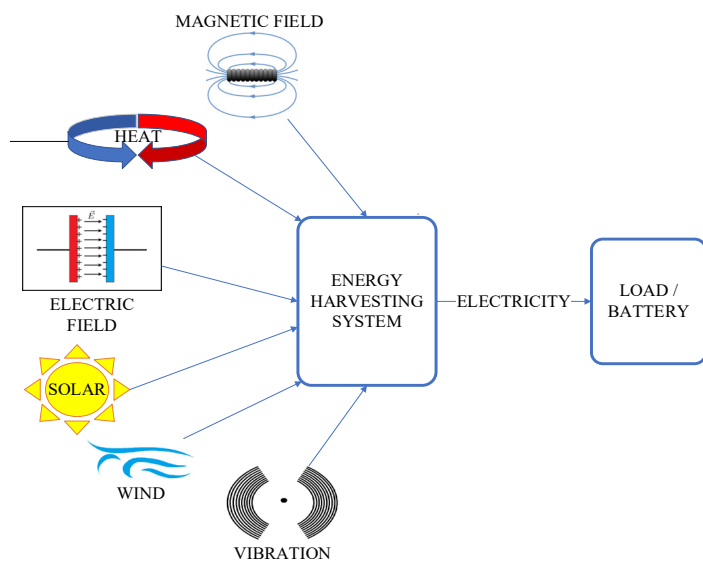 MAGNETIC FIELD
HEAT
E
ELECTRIC
FIELD
SOLAR
WIND
VIBRATION
ENERGY
HARVESTING
SYSTEM
ELECTRICITY
LOAD /
BATTERY